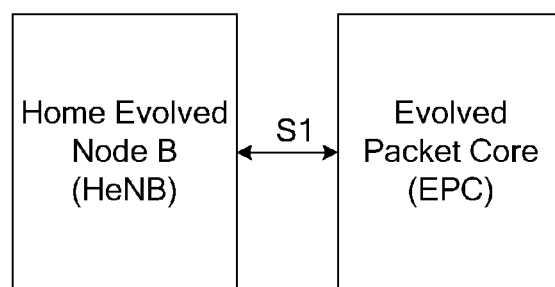 Home Evolved
Node B
(HeNB)
S1
Evolved
Packet Core
(EPC)